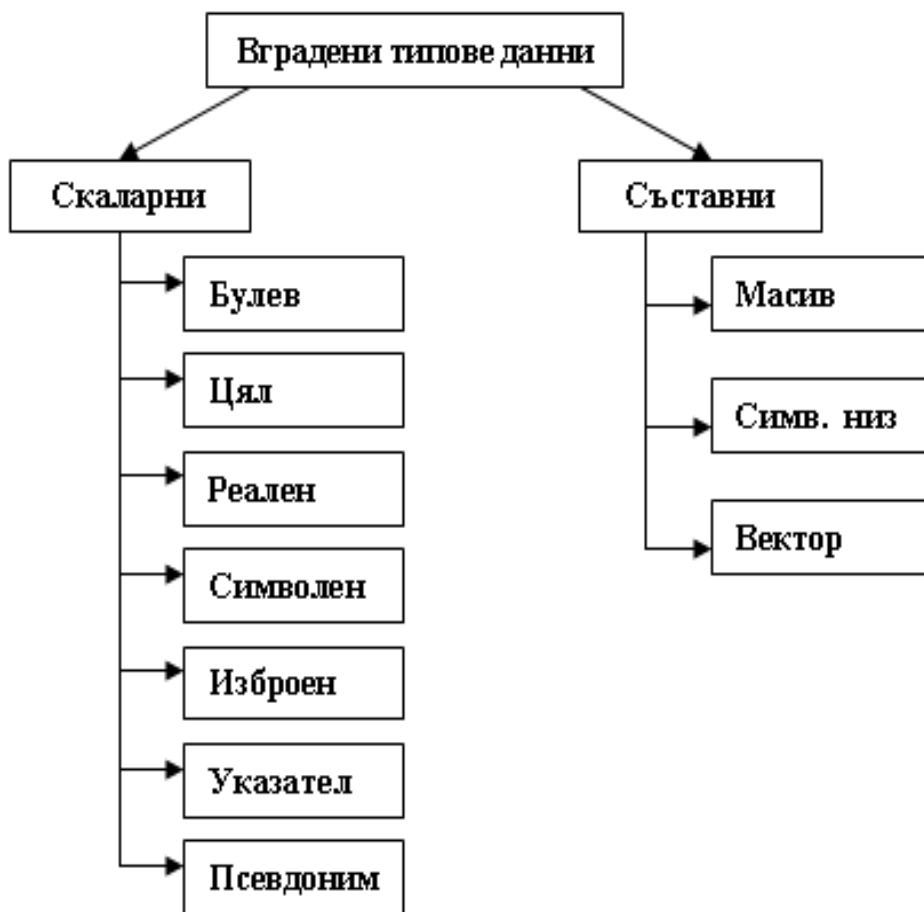 Вградени типове данни
Скаларни
Съставни
Булев
Цял
Реален
Символен
Изброен
Указател
Псевдоним
Масив
Симв. низ
Вектор